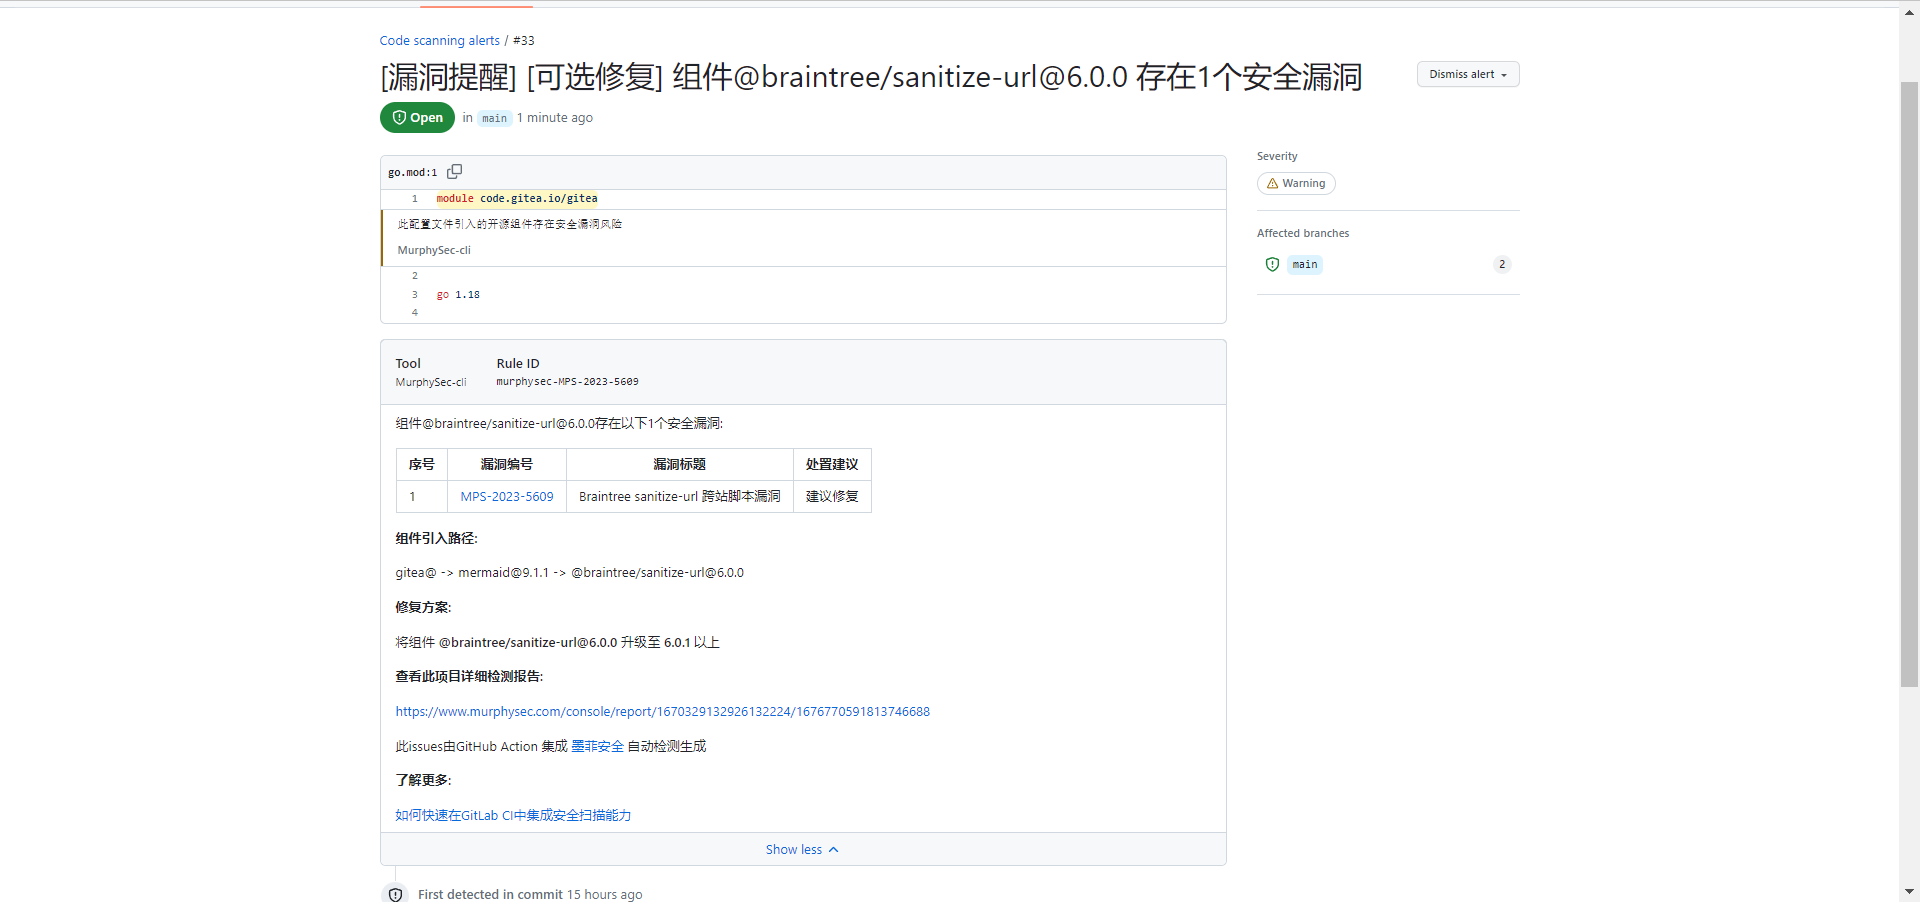 Code scanning alerts / #33
[漏洞提醒] [可选修复] 组件@braintree/sanitize-url@6.0.0 存在1个安全漏洞
Dismiss alert
Open in main 1 minute ago
go.mod:1
1 module code.gitea.io/gitea
此配置文件引入的开源组件存在安全漏洞风险
MurphySec-cli
2
3 go 1.18
4
Severity
Warning
Affected branches
main 2
Tool Rule ID
MurphySec-cli murphysec-MPS-2023-5609
组件@braintree/sanitize-url@6.0.0存在以下1个安全漏洞:
序号 漏洞编号 漏洞标题 处置建议
1 MPS-2023-5609 Braintree sanitize-url 跨站脚本漏洞 建议修复
组件引入路径:
gitea@ -> mermaid@9.1.1 -> @braintree/sanitize-url@6.0.0
修复方案:
将组件 @braintree/sanitize-url@6.0.0 升级至 6.0.1 以上
查看此项目详细检测报告:
https://www.murphysec.com/console/report/1670329132926132224/1676770591813746688
此issues由GitHub Action 集成 墨菲安全 自动检测生成
了解更多:
如何快速在GitLab CI中集成安全扫描能力
Show less
First detected in commit 15 hours ago